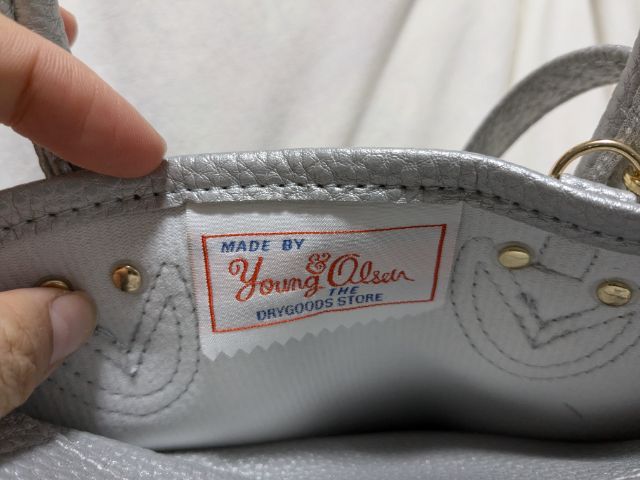 MADE BY
Young & Olsen
THE
DRYGOODS STORE